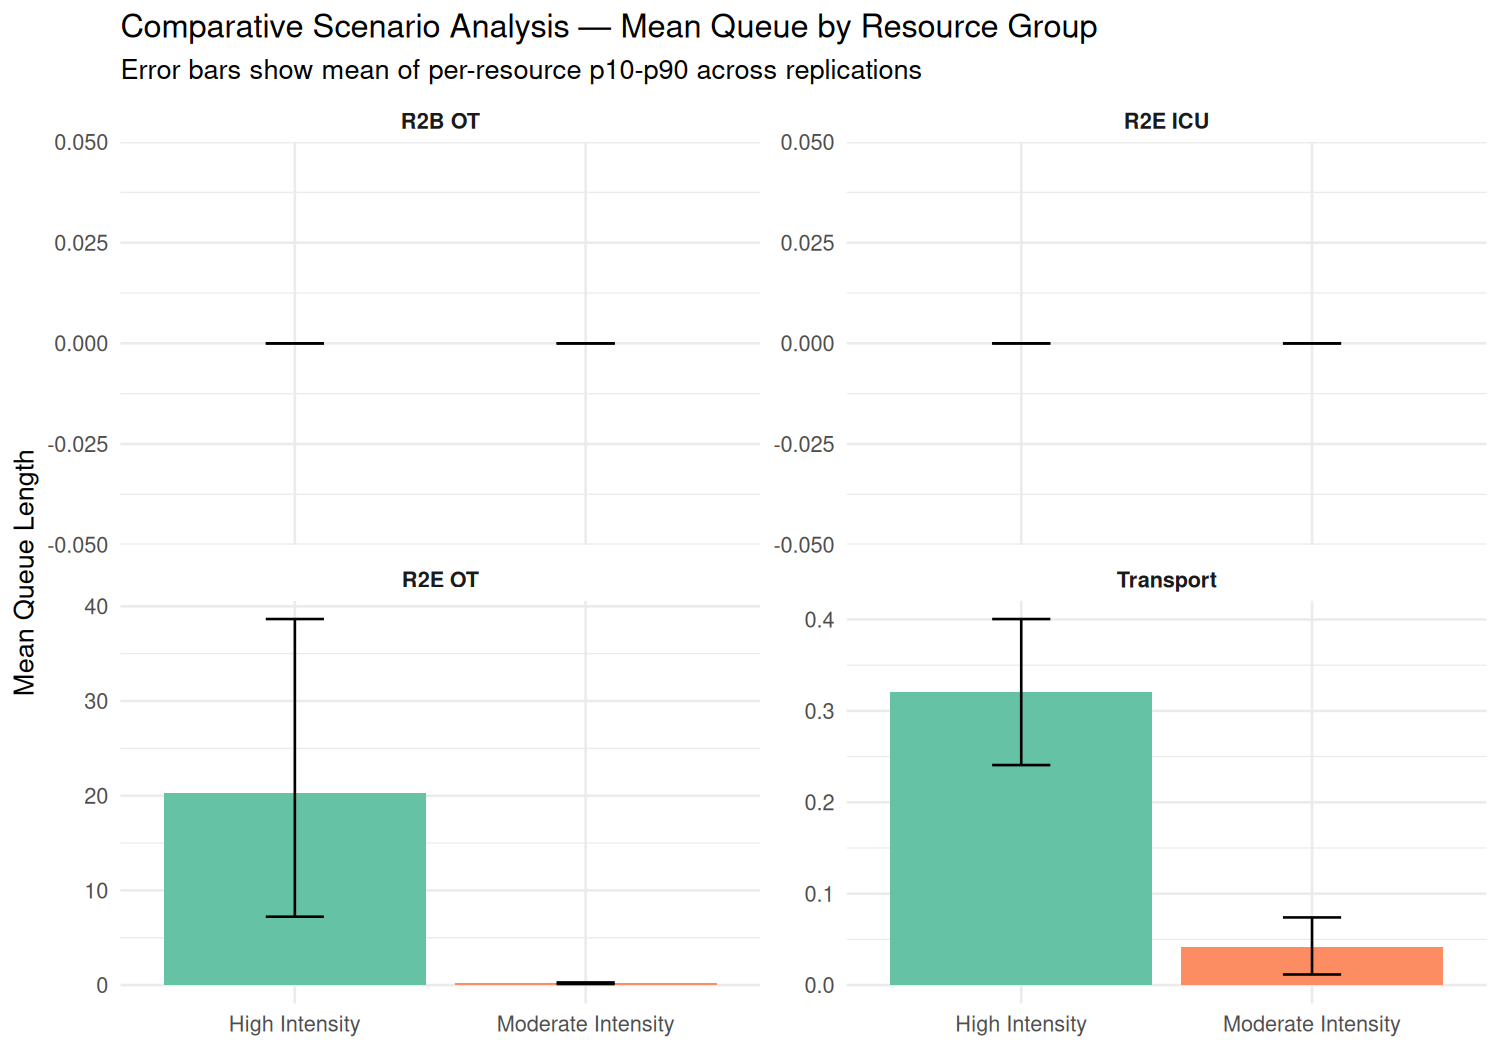 Comparative Scenario Analysis — Mean Queue by Resource Group
Error bars show mean of per-resource p10-p90 across replications
R2B OT
R2E ICU
0.050
0.025
0.000
-0.025
-0.050
0.050
0.025
0.000
-0.025
-0.050
Mean Queue Length
R2E OT
Transport
40
30
20
10
0
0.4
0.3
0.2
0.1
0.0
High Intensity
Moderate Intensity
High Intensity
Moderate Intensity